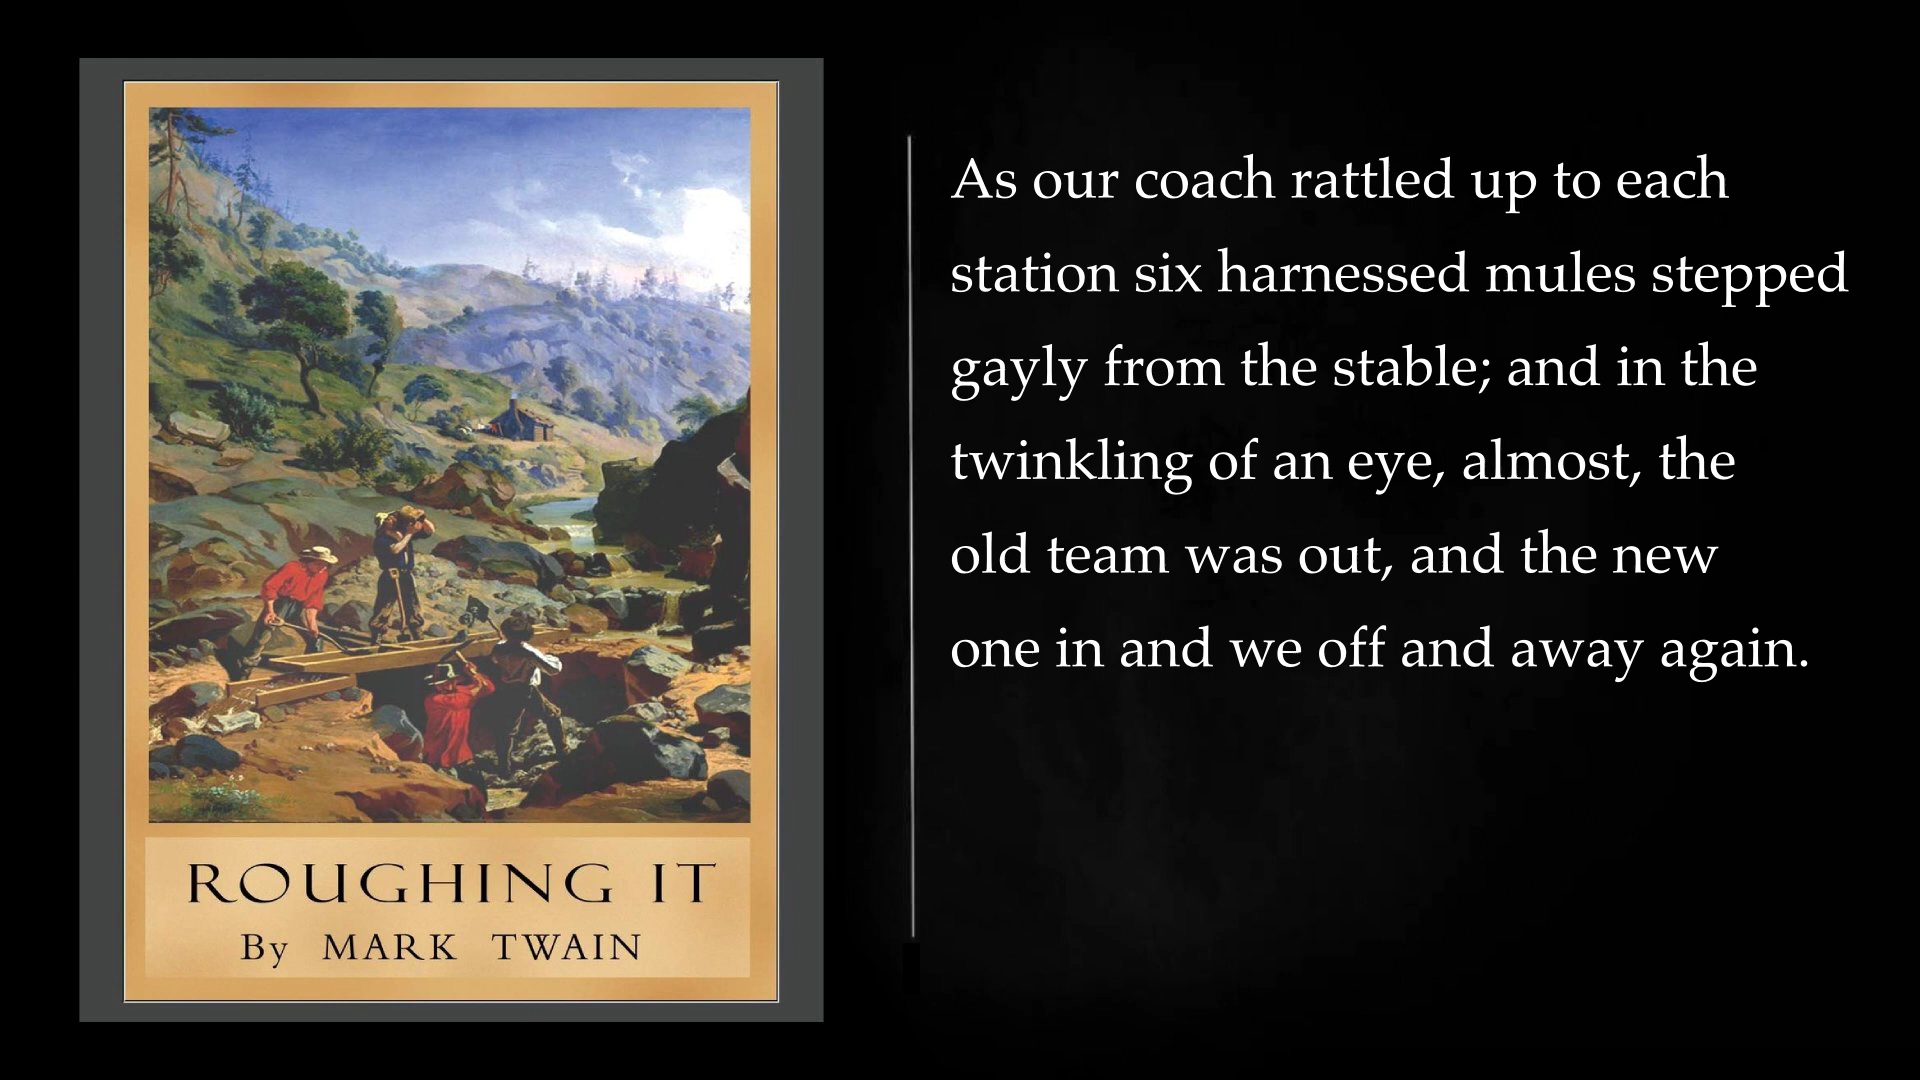 As our coach rattled up to each
station six harnessed mules stepped
gayly from the stable; and in the
twinkling of an eye, almost, the
old team was out, and the new
one in and we off and away again.
ROUGHING IT
By MARK TWAIN